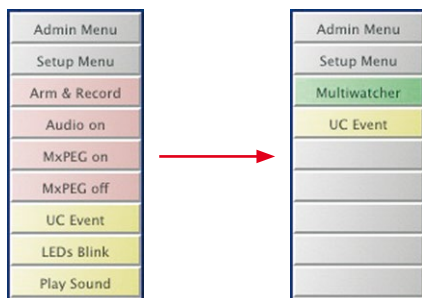 Admin Menu
Setup Menu
Arm & Record
Audio on
MxPEG on
MxPEG off
UC Event
LEDs Blink
Play Sound
Admin Menu
Setup Menu
Multiwatcher
UC Event